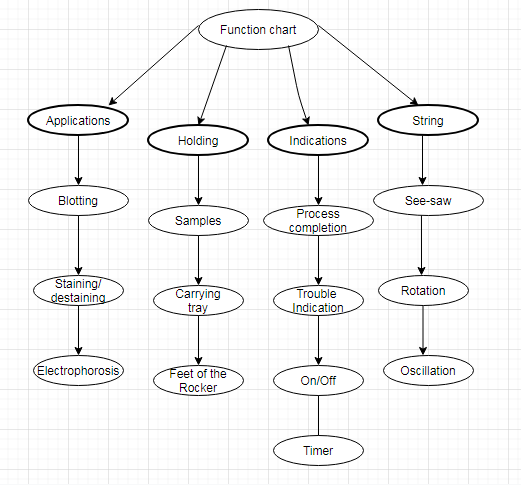 Function chart
Applications
Holding
Indications
String
Blotting
Samples
Process
completion
See-saw
Staining/
destaining
Carrying
tray
Trouble
Indication
Rotation
Electrophorosis
Feet of the
Rocker
On/Off
Oscillation
Timer